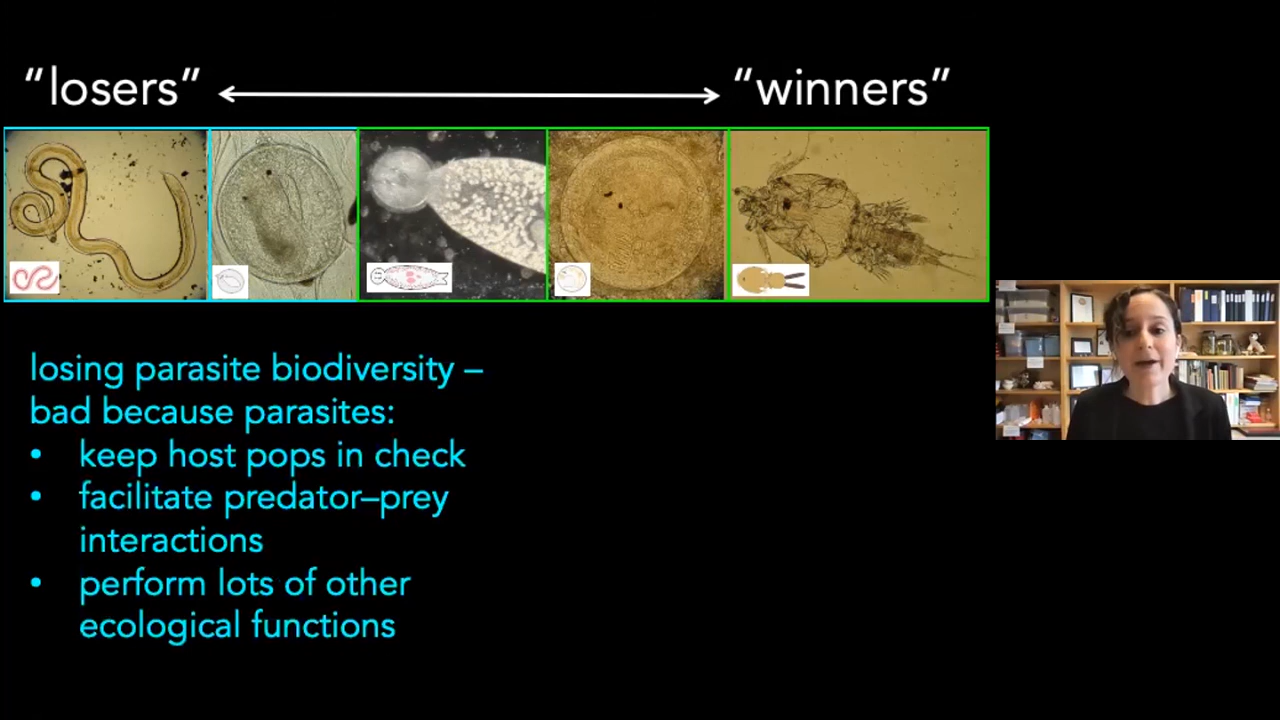 “losers”
“winners”
losing parasite biodiversity –
bad because parasites:
• keep host pops in check
• facilitate predator–prey
interactions
• perform lots of other
ecological functions